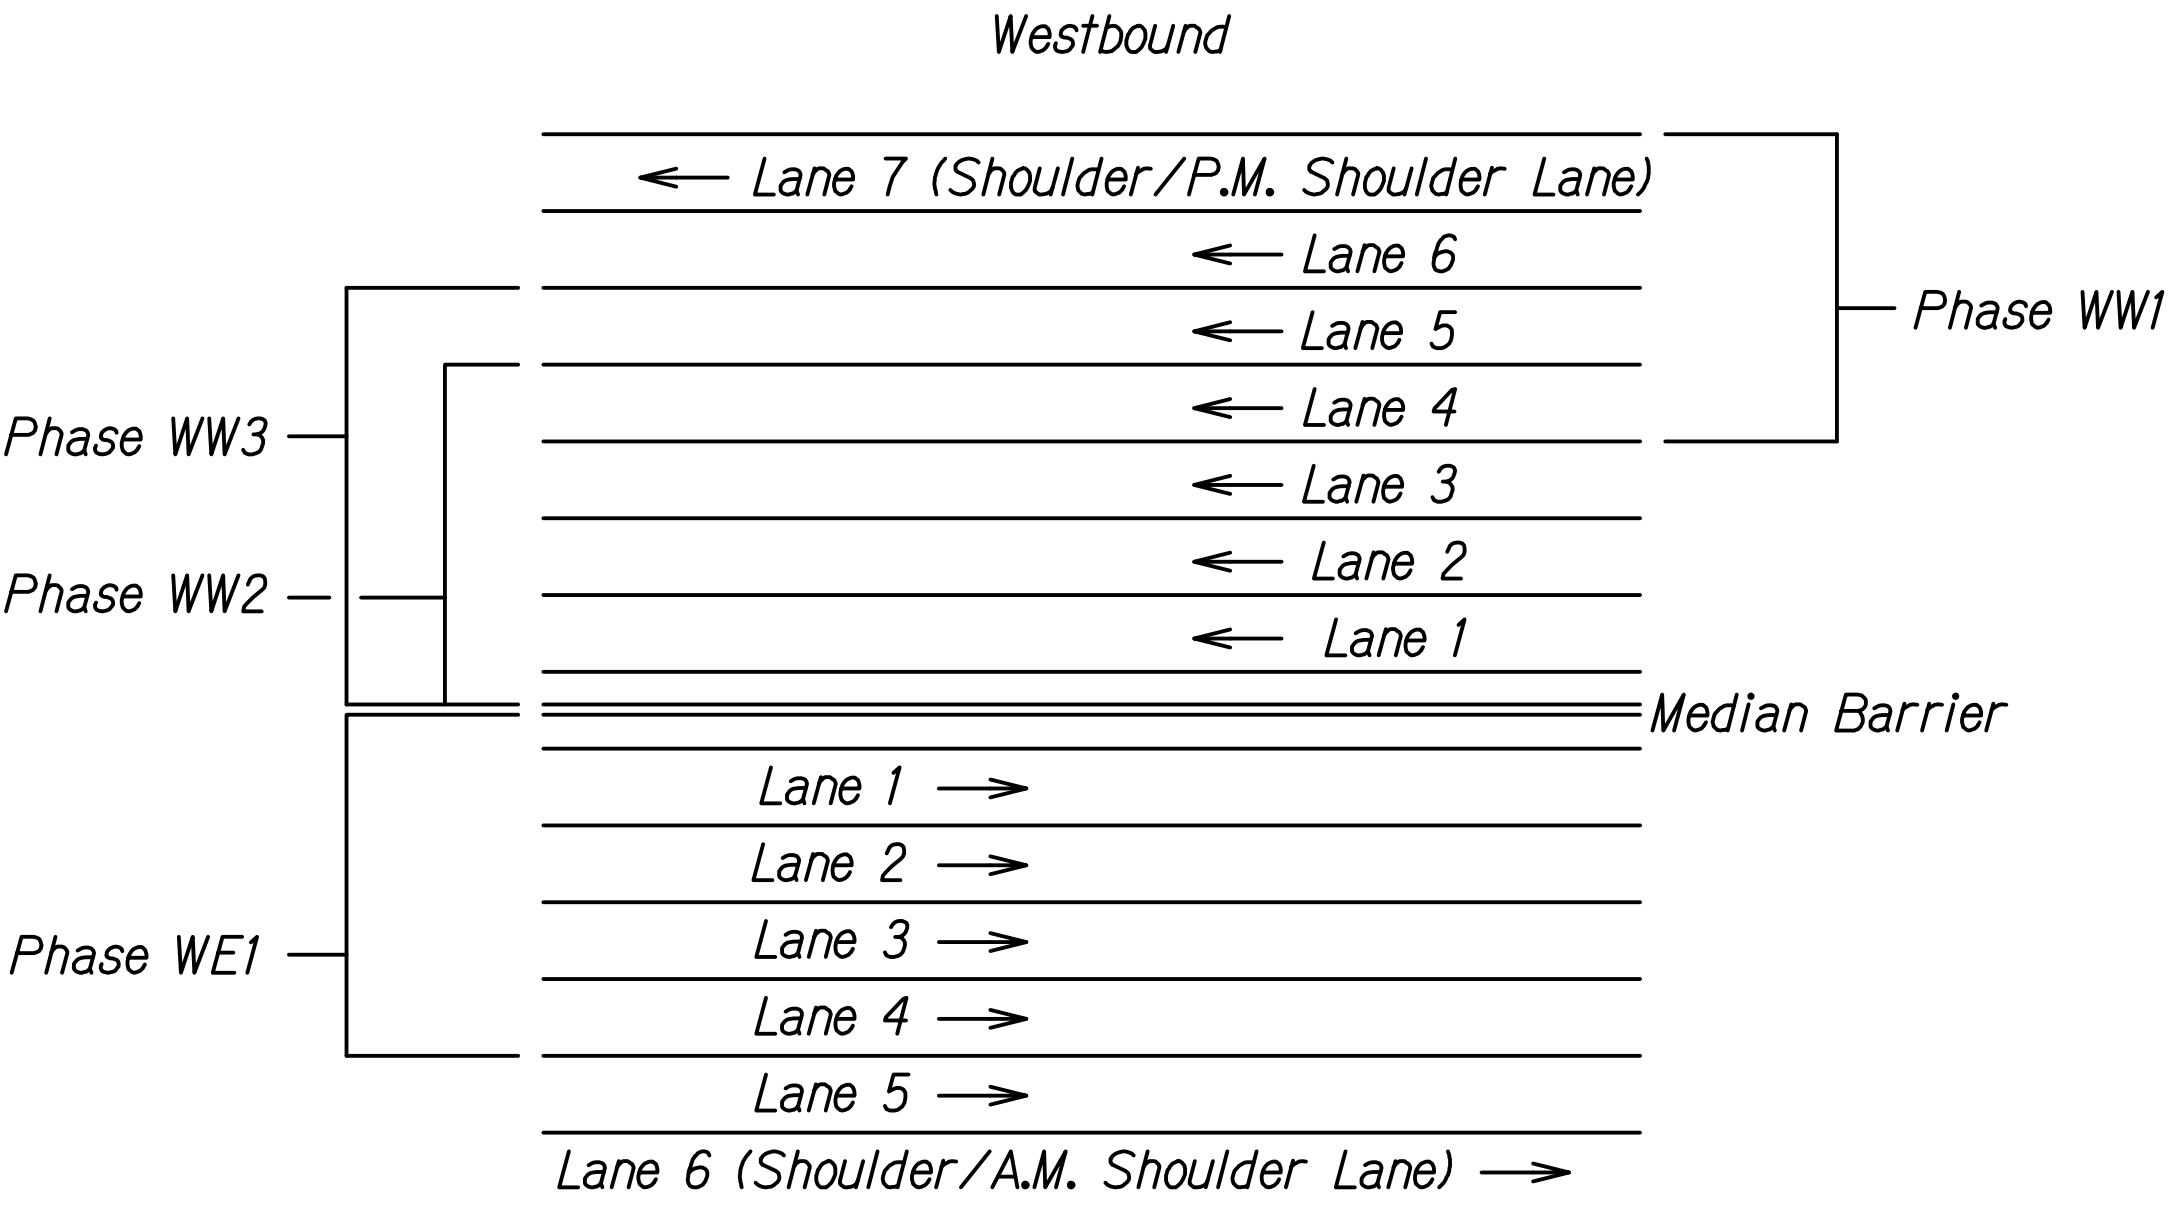 Westbound
Lane 7 (Shoulder/P.M. Shoulder Lane)
Lane 6
Phase WW1
Lane 5
Lane 4
Phase WW3
Lane 3
Lane 2
Phase WW2
Lane 1
Median Barrier
Lane 1
Lane 2
Lane 3
Phase WE1
Lane 4
Lane 5
Lane 6 (Shoulder/A.M. Shoulder Lane)